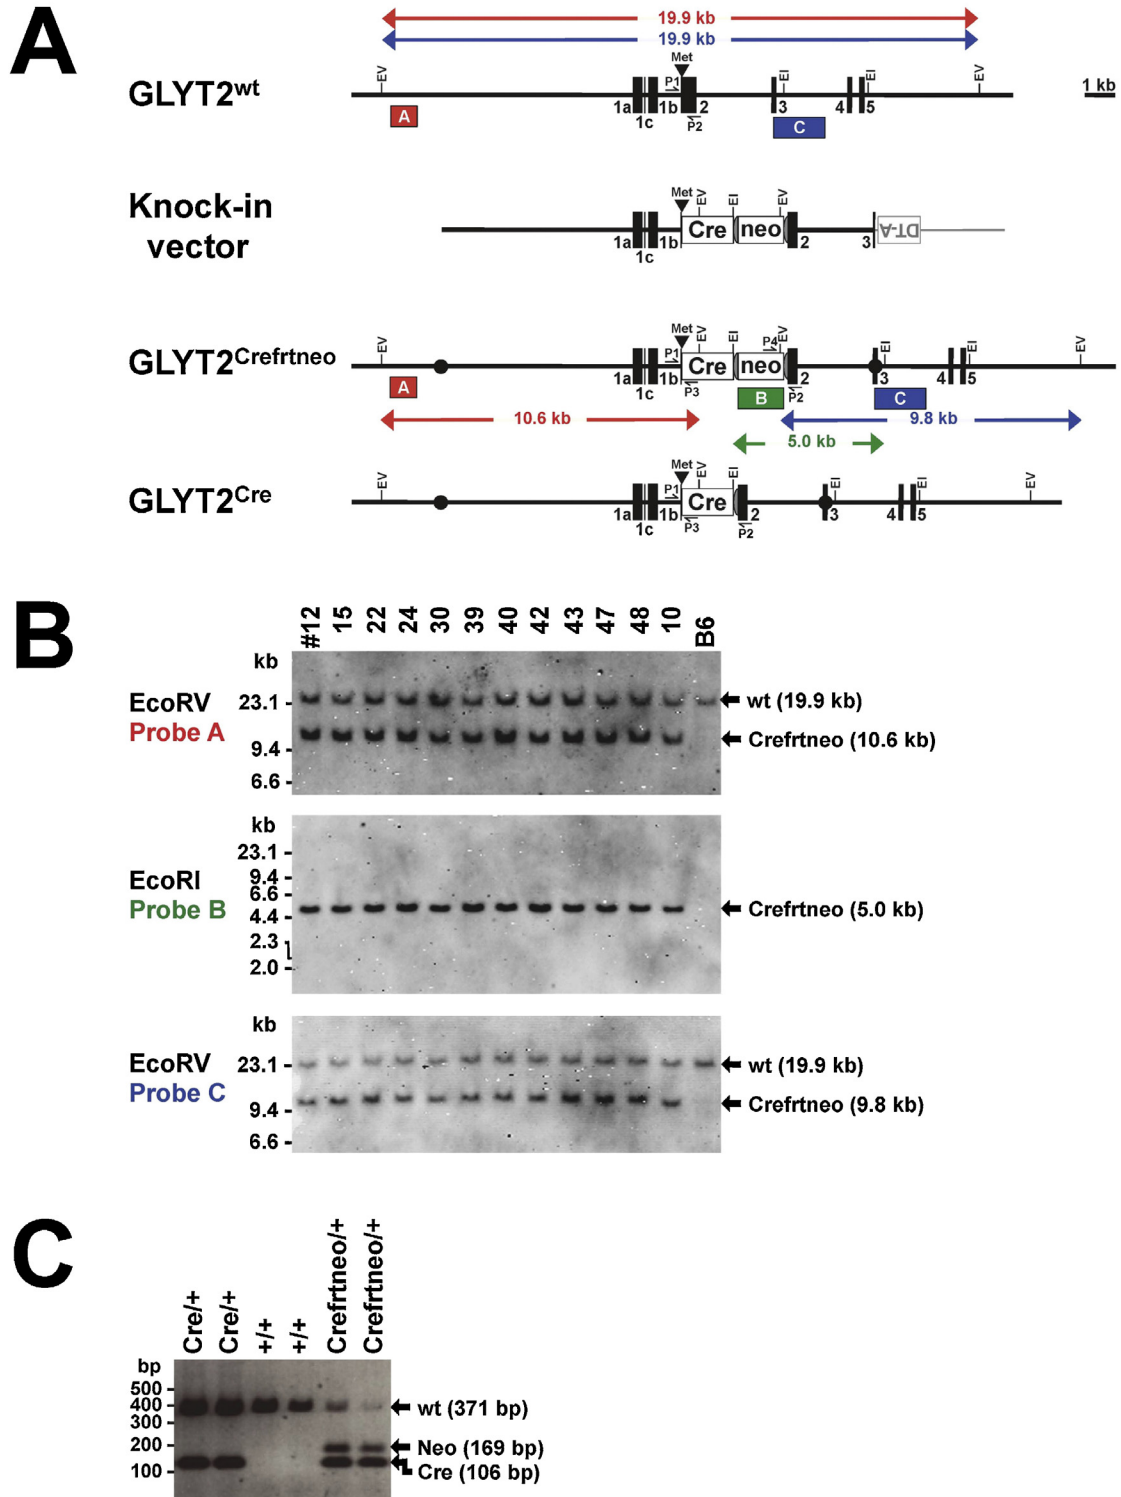 A
19.9 kb
19.9 kb
GLYT2wt
EV
Met
P1
EI
EI
EV
1 kb
A
1a
1c
1b
2
P2
3
C
4
5
Knock-in
vector
Met
EV
EI
EV
Cre
neo
1a
1c
1b
2
3
DT-A
GLYT2Crefrtneo
EV
Met
P1
EV
EI
P4
EV
EI
EI
EV
Cre
neo
A
1a
1c
1b
P3
B
2
P2
3
C
4
5
10.6 kb
9.8 kb
5.0 kb
GLYT2Cre
EV
Met
P1
EV
EI
EI
EI
EV
Cre
1a
1c
1b
P3
2
P2
3
4
5
B
#12 15 22 24 30 39 40 42 43 47 48 10 B6
kb
EcoRV
Probe A
23.1
9.4
6.6
wt (19.9 kb)
Crefrtneo (10.6 kb)
kb
EcoRI
Probe B
23.1
9.4
6.6
4.4
2.3
2.0
Crefrtneo (5.0 kb)
kb
EcoRV
Probe C
23.1
9.4
6.6
wt (19.9 kb)
Crefrtneo (9.8 kb)
C
Cre/+ Cre/+ +/+ +/+ Crefrtneo/+ Crefrtneo/+
bp
500
400
300
200
100
wt (371 bp)
Neo (169 bp)
Cre (106 bp)